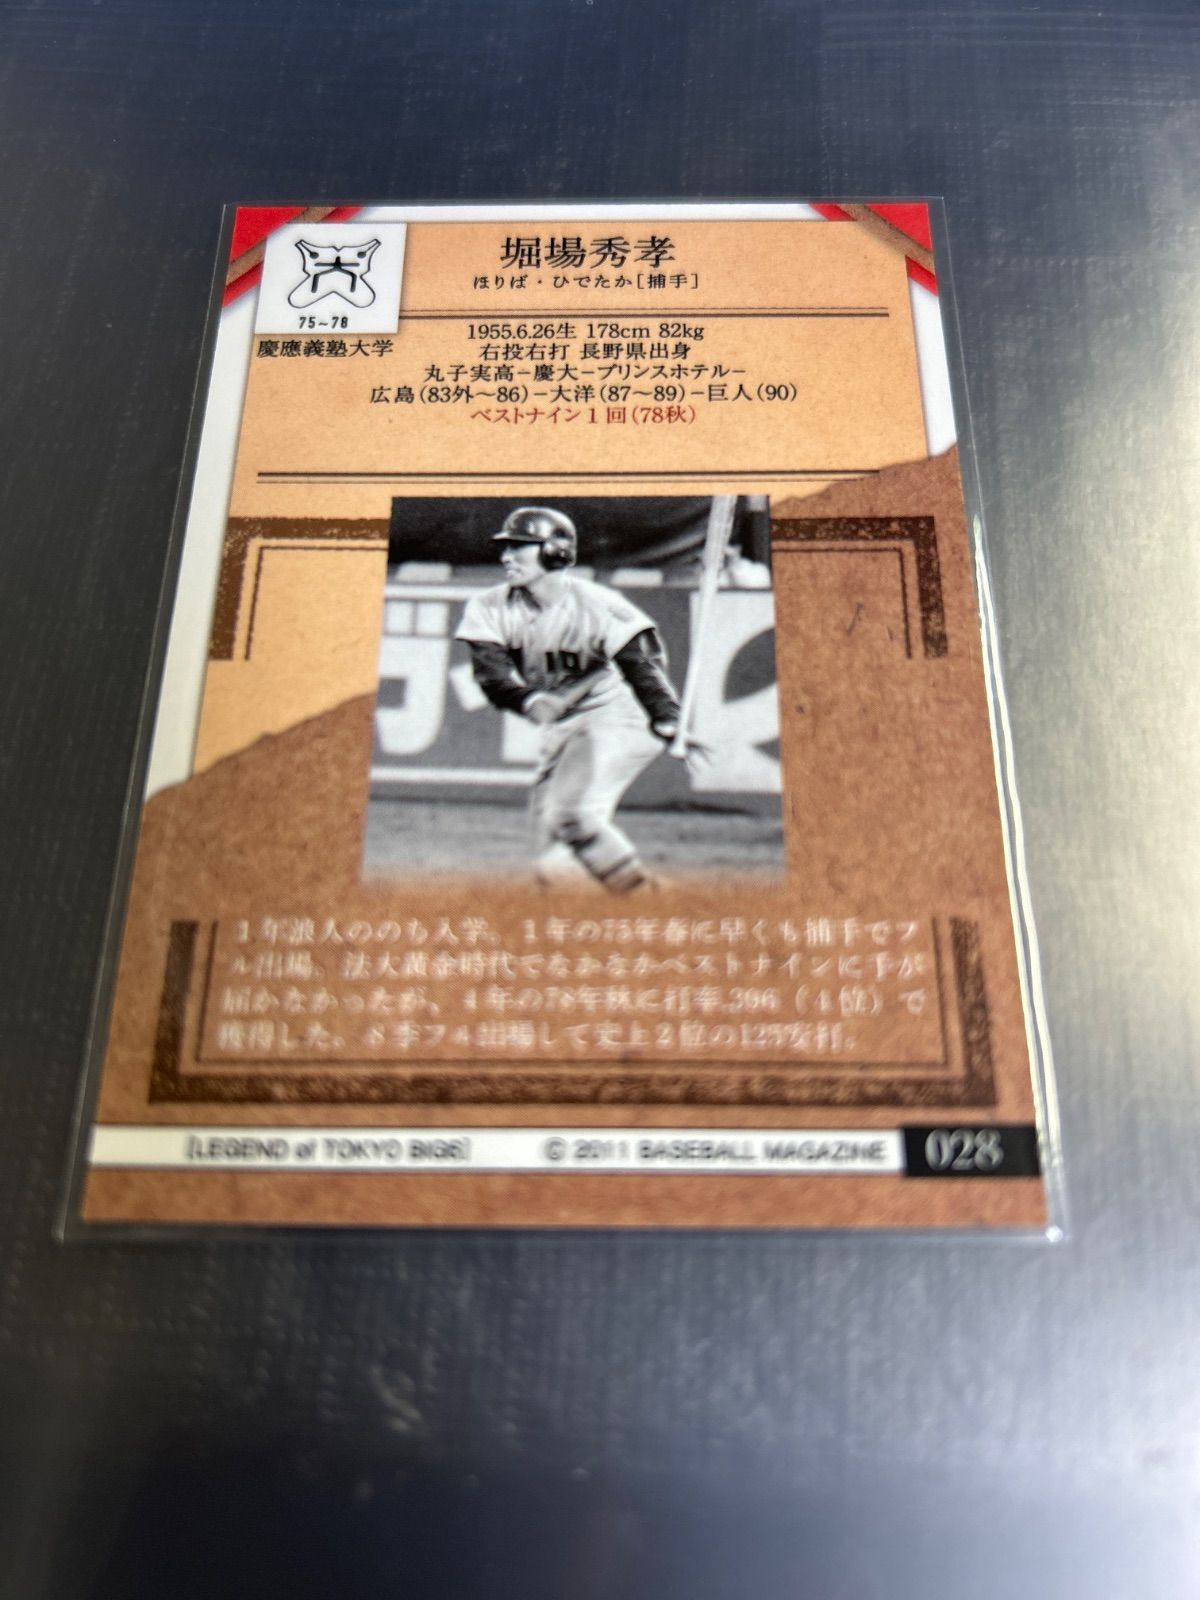 堀場秀孝
ほりば・ひでたか[捕手]
大
75~78
慶應義塾大学
1955.6.26生 178cm 82kg
右投右打 長野県出身
丸子実高−慶大−プリンスホテル−
広島(83外〜86)−大洋(87〜89)−巨人(90)
ベストナイン1回(78秋)
10
1年浪人ののち入学。1年の75年春に早くも捕手でフ
ル出場。法大黄金時代でなかなかベストナインに手が
届かなかったが、4年の78年秋に打率.396(4位)で
獲得した。8季フル出場して史上2位の125安打。
[LEGEND of TOKYO BIG6]
© 2011 BASEBALL MAGAZINE
028